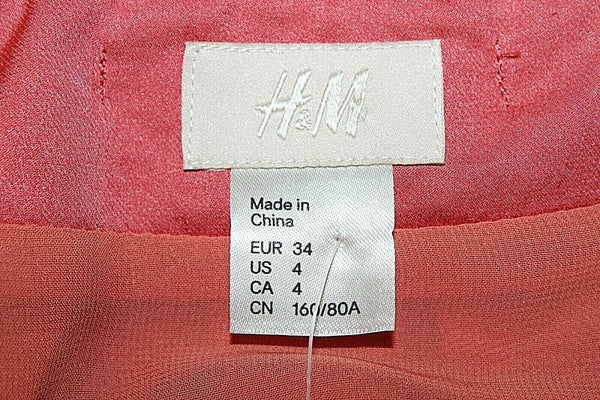 H&M
Made in
China
EUR 34
US 4
CA 4
CN 160/80A